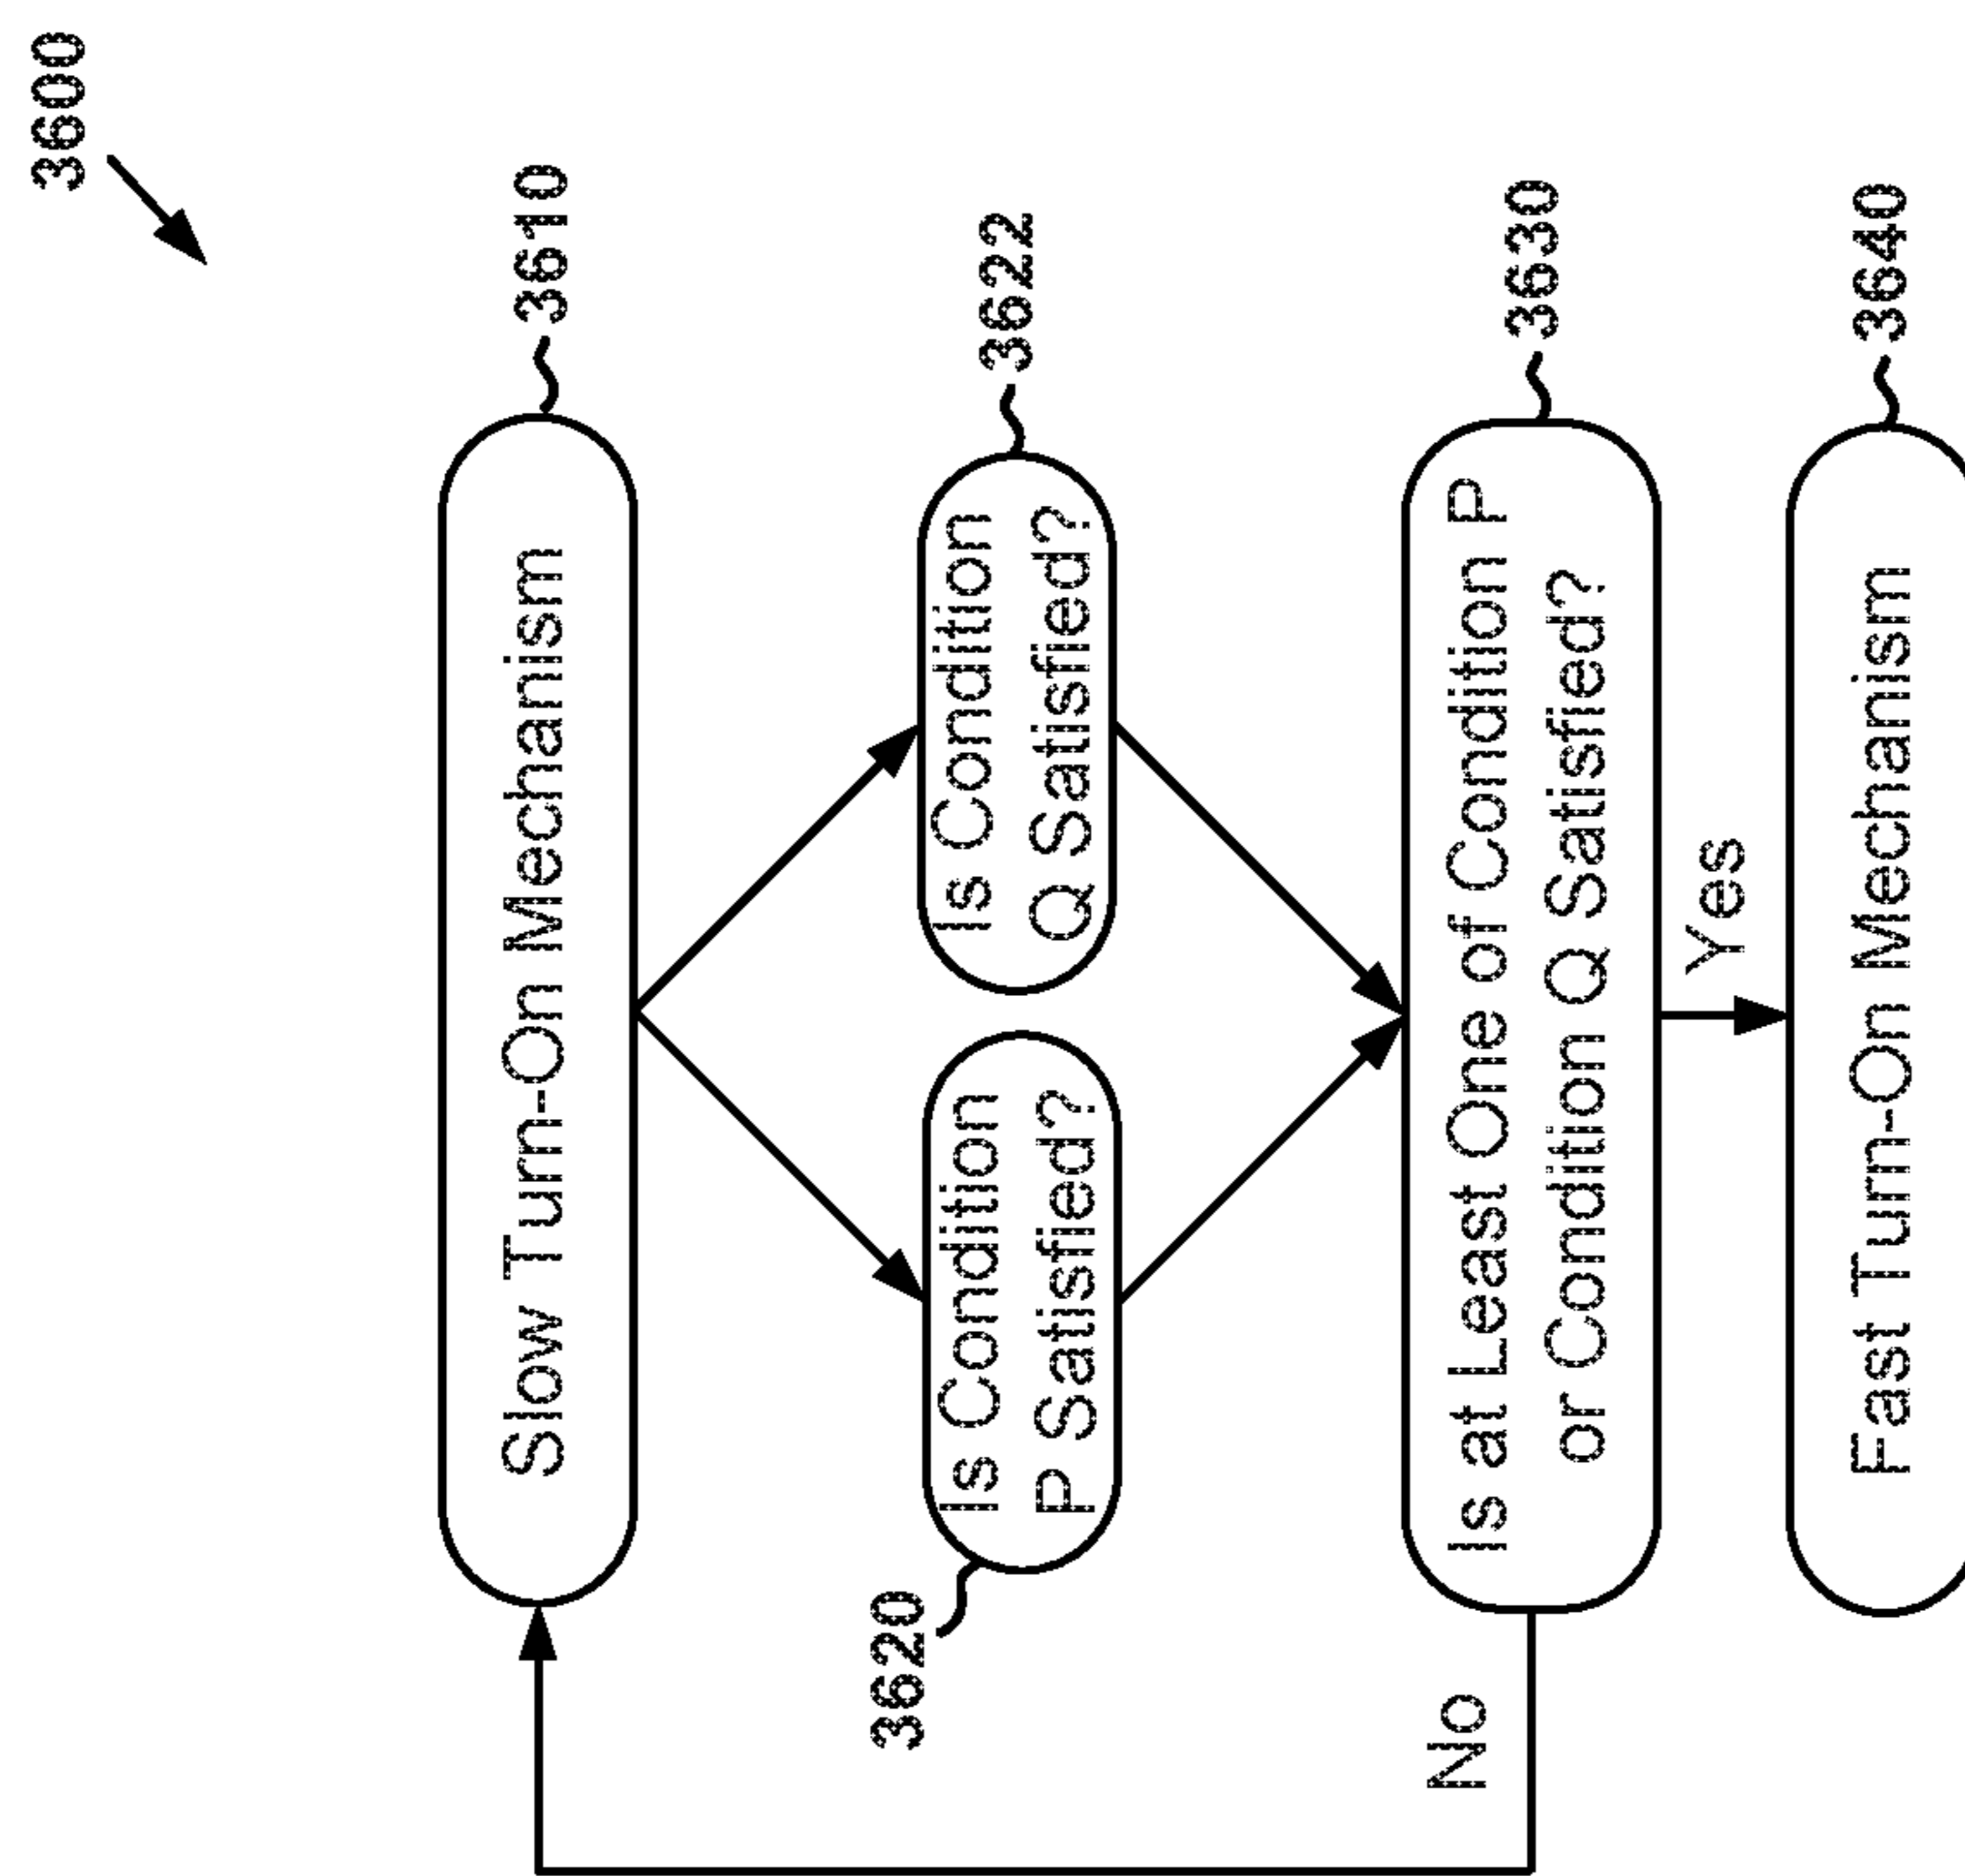 3600
Slow Turn-On Mechanism
3610
3620
Is Condition
P Satisfied?
Is Condition
Q Satisfied?
3622
Is at Least One of Condition P
or Condition Q Satisfied?
3630
No
Yes
Fast Turn-On Mechanism
3640